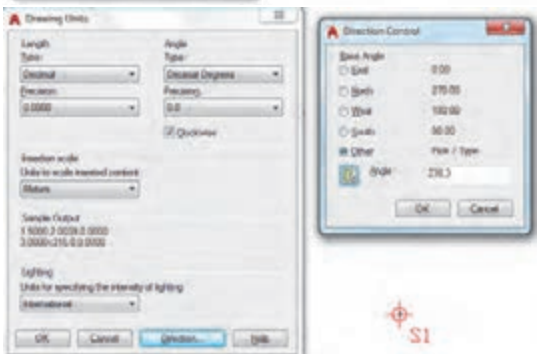 Drawing Units
Length
Type:
Decimal
Precision:
0.0000
Angle
Type:
Decimal Degrees
Precision:
0.0
Clockwise
Insertion scale
Units to scale inserted content:
Sample Output
Lighting
Units for specifying the intensity of lighting:
International
OK
Cancel
Direction...
Help
Direction Control
Base Angle
East
0.00
North
270.00
West
180.00
South
90.00
Other
Pick / Type
Angle:
OK
Cancel
S1